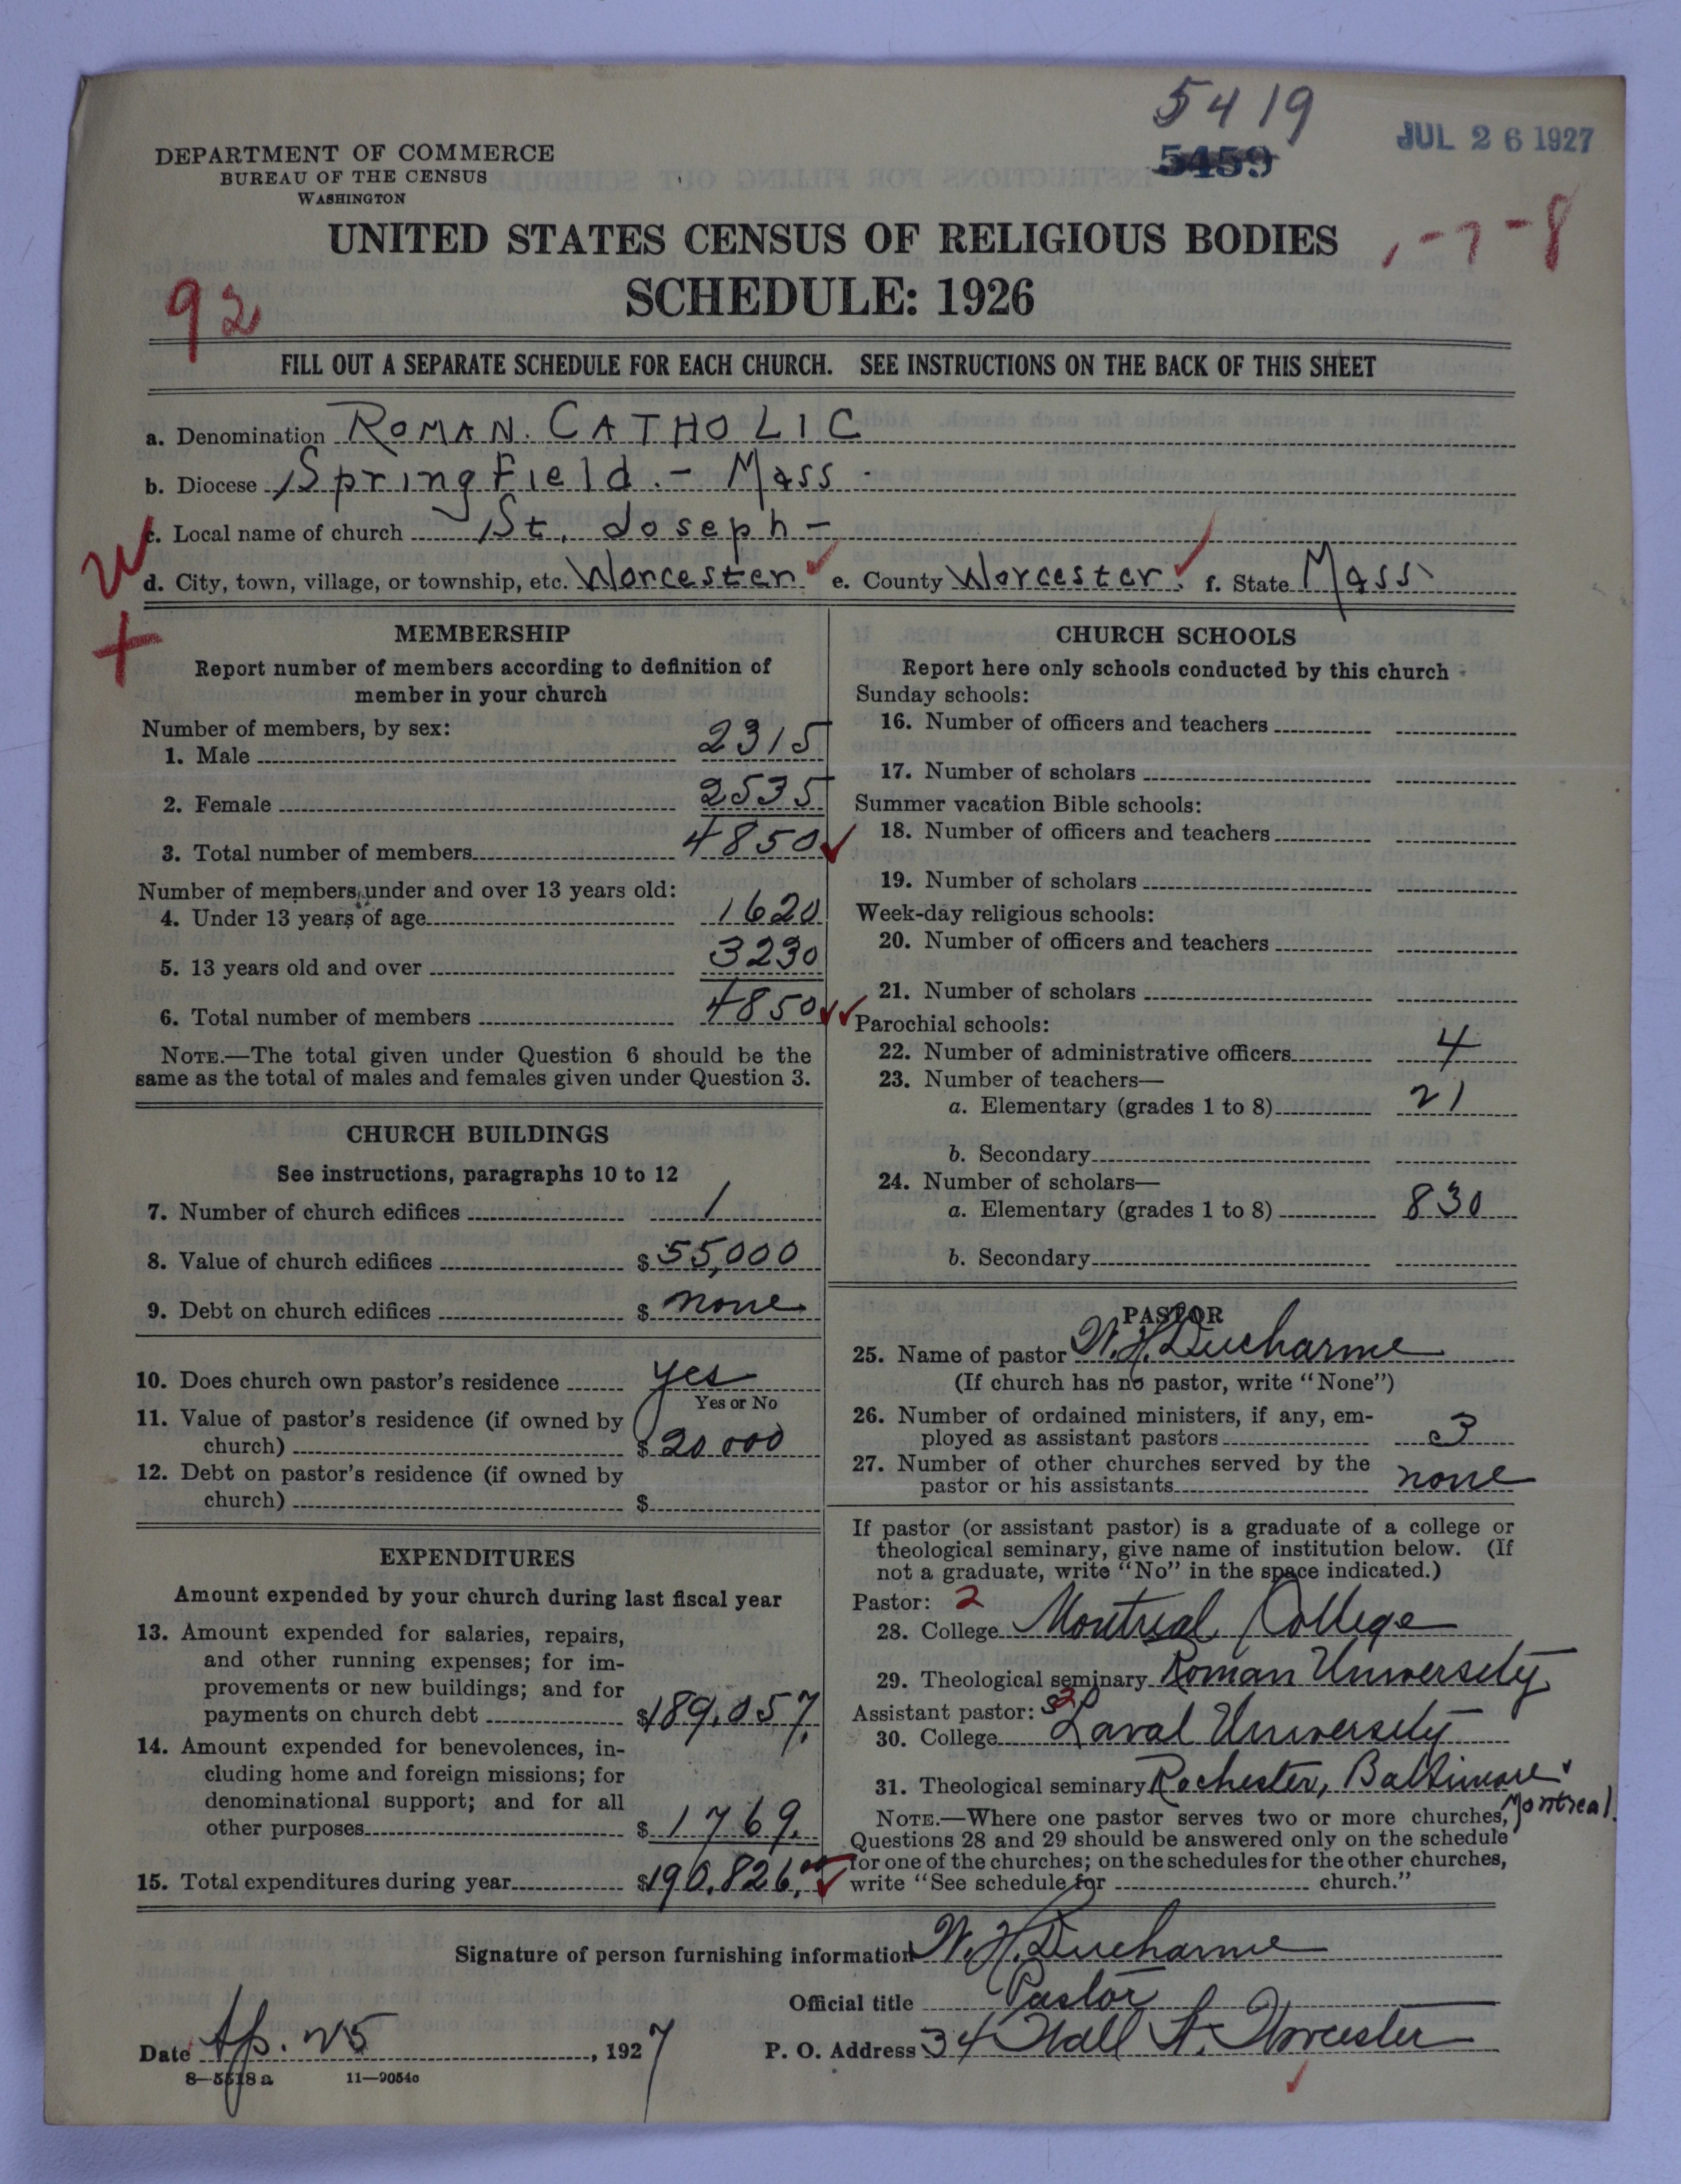 5419
5459
JUL 26 1927
DEPARTMENT OF COMMERCE
BUREAU OF THE CENSUS
WASHINGTON
UNITED STATES CENSUS OF RELIGIOUS BODIES
1-7-8
SCHEDULE: 1926
92
FILL OUT A SEPARATE SCHEDULE FOR EACH CHURCH. SEE INSTRUCTIONS ON THE BACK OF THIS SHEET
a. Denomination ROMAN. CATHOLIC
b. Diocese Springfield. - Mass.
c. Local name of church St. Joseph -
d. City, town, village, or township, etc. Worcester e. County Worcester. f. State Mass
MEMBERSHIP
Report number of members according to definition of
member in your church
Number of members, by sex:
1. Male 2315
2. Female 2535
3. Total number of members 4850
Number of members, under and over 13 years old:
4. Under 13 years of age 1620
5. 13 years old and over 3230
6. Total number of members 4850
NOTE.—The total given under Question 6 should be the
same as the total of males and females given under Question 3.
CHURCH BUILDINGS
See instructions, paragraphs 10 to 12
7. Number of church edifices 1
8. Value of church edifices $55,000
9. Debt on church edifices $ none
10. Does church own pastor's residence yes
Yes or No
11. Value of pastor's residence (if owned by
church) $20 000
12. Debt on pastor's residence (if owned by
church) $
EXPENDITURES
Amount expended by your church during last fiscal year
13. Amount expended for salaries, repairs,
and other running expenses; for im-
provements or new buildings; and for
payments on church debt $189,057.
14. Amount expended for benevolences, in-
cluding home and foreign missions; for
denominational support; and for all
other purposes $ 1769.
15. Total expenditures during year $190,826.00
CHURCH SCHOOLS
Report here only schools conducted by this church
Sunday schools:
16. Number of officers and teachers
17. Number of scholars
Summer vacation Bible schools:
18. Number of officers and teachers
19. Number of scholars
Week-day religious schools:
20. Number of officers and teachers
21. Number of scholars
Parochial schools:
22. Number of administrative officers 4
23. Number of teachers—
a. Elementary (grades 1 to 8) 21
b. Secondary
24. Number of scholars—
a. Elementary (grades 1 to 8) 830
b. Secondary
PASTOR
25. Name of pastor W. H. Ducharme
(If church has no pastor, write "None")
26. Number of ordained ministers, if any, em-
ployed as assistant pastors 3
27. Number of other churches served by the
pastor or his assistants none
If pastor (or assistant pastor) is a graduate of a college or
theological seminary, give name of institution below. (If
not a graduate, write "No" in the space indicated.)
Pastor: 2
28. College Montreal College
29. Theological seminary Roman University
Assistant pastor:
30. College Laval University
31. Theological seminary Rochester, Baltimore
Montreal.
NOTE.—Where one pastor serves two or more churches,
Questions 28 and 29 should be answered only on the schedule
for one of the churches; on the schedules for the other churches,
write "See schedule for church."
Signature of person furnishing information W. H. Ducharme
Official title Pastor
Date Ap. 25, 1927 P. O. Address 34 Hall St. Worcester
8—5518a 11—9054c